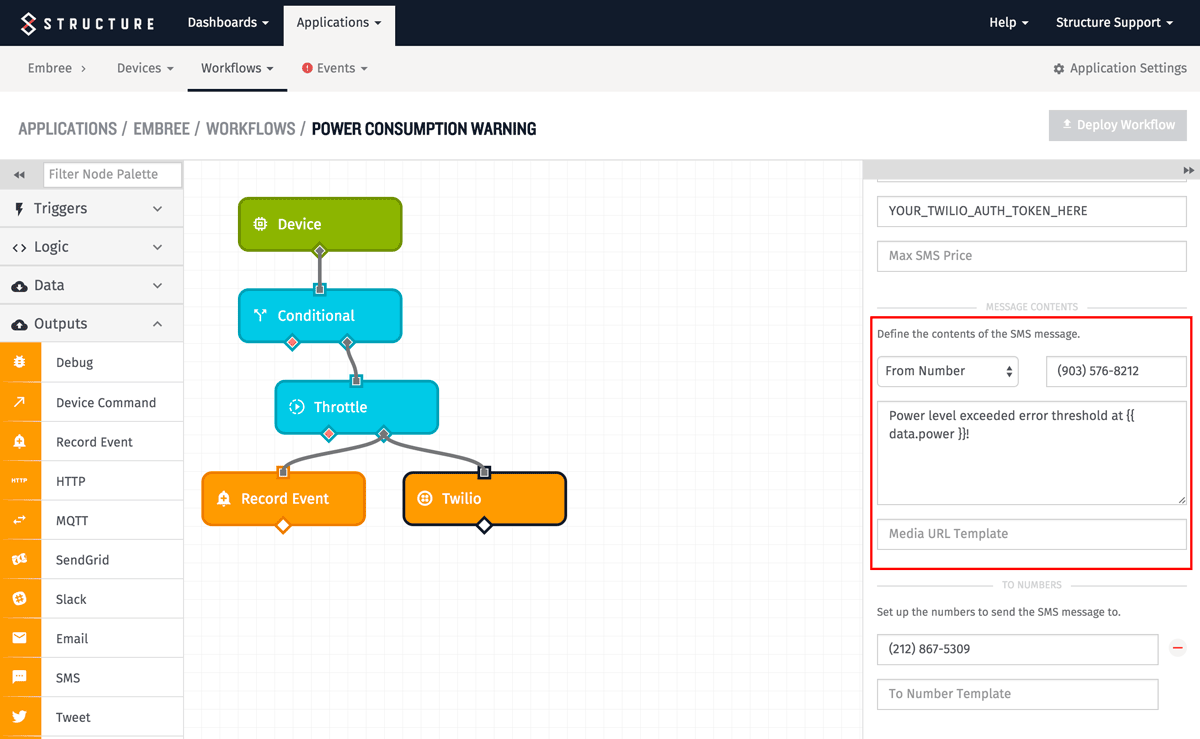 STRUCTURE
Dashboards
Applications
Help
Structure Support
Embree
Devices
Workflows
Events
Application Settings
APPLICATIONS / EMBREE / WORKFLOWS / POWER CONSUMPTION WARNING
Deploy Workflow
Filter Node Palette
Triggers
Logic
Data
Outputs
Debug
Device Command
Record Event
HTTP
HTTP
MQTT
SendGrid
Slack
Email
SMS
Tweet
Device
Conditional
Throttle
Record Event
Twilio
YOUR_TWILIO_AUTH_TOKEN_HERE
Max SMS Price
MESSAGE CONTENTS
Define the contents of the SMS message.
From Number
(903) 576-8212
Power level exceeded error threshold at {{
data.power }}!
Media URL Template
TO NUMBERS
Set up the numbers to send the SMS message to.
(212) 867-5309
To Number Template